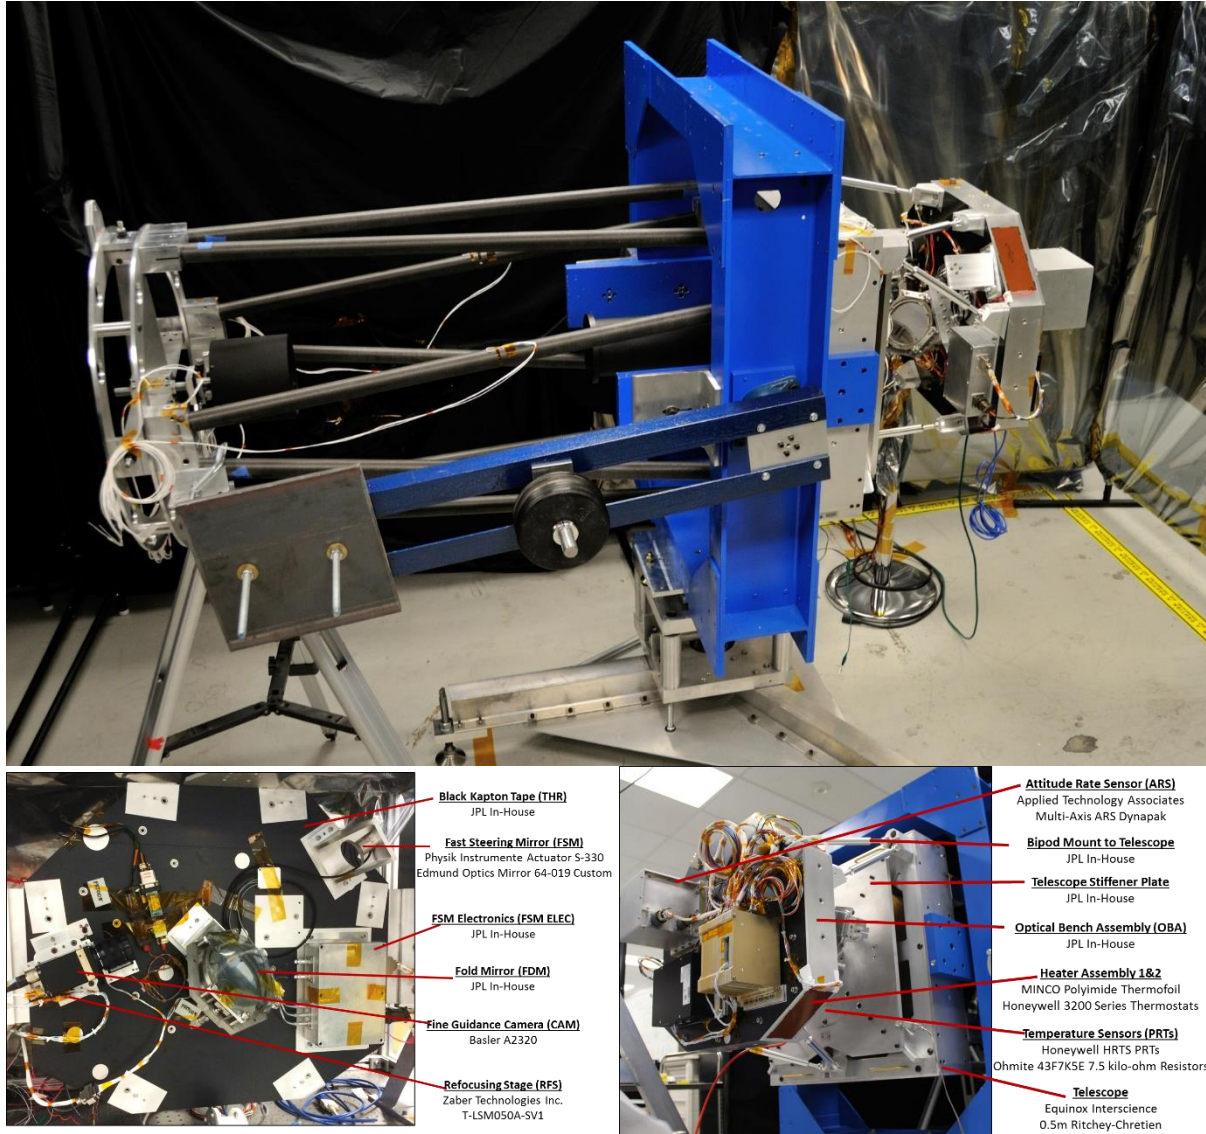 Black Kapton Tape (THR)
JPL In-House
Fast Steering Mirror (FSM)
Physik Instrumente Actuator S-330
Edmund Optics Mirror 64-019 Custom
FSM Electronics (FSM ELEC)
JPL In-House
Fold Mirror (FDM)
JPL In-House
Fine Guidance Camera (CAM)
Basler A2320
Refocusing Stage (RFS)
Zaber Technologies Inc.
T-LSM050A-SV1
Attitude Rate Sensor (ARS)
Applied Technology Associates
Multi-Axis ARS Dynapak
Bipod Mount to Telescope
JPL In-House
Telescope Stiffener Plate
JPL In-House
Optical Bench Assembly (OBA)
JPL In-House
Heater Assembly 1&2
MINCO Polyimide Thermofoil
Honeywell 3200 Series Thermostats
Temperature Sensors (PRTs)
Honeywell HRTS PRTs
Ohmite 43F7K5E 7.5 kilo-ohm Resistors
Telescope
Equinox Interscience
0.5m Ritchey-Chretien